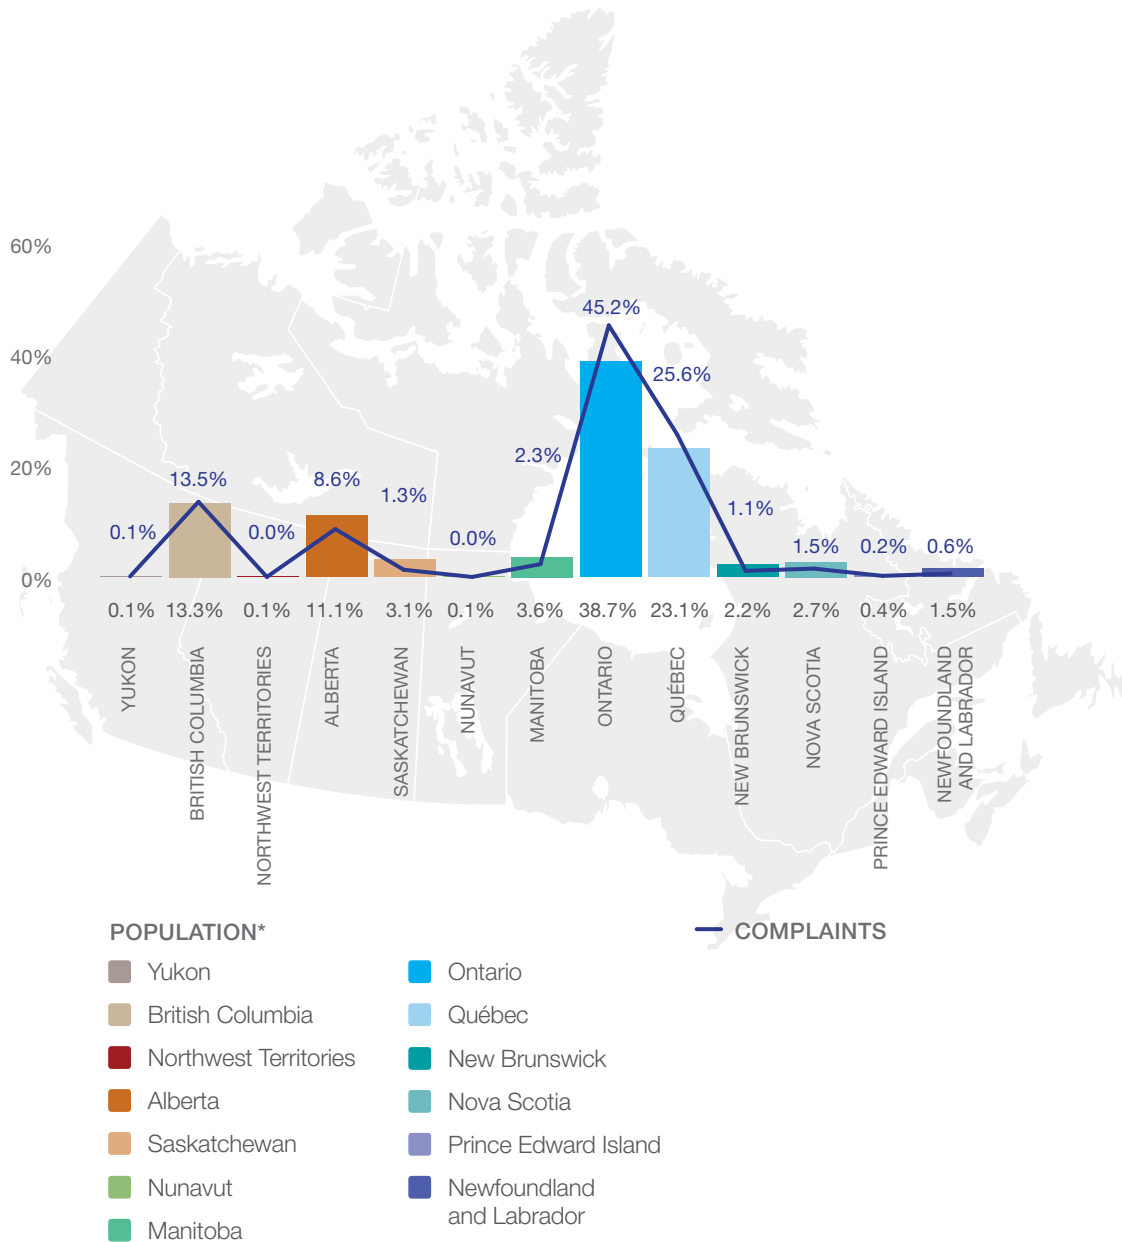 60%
40%
20%
0%
45.2%
25.6%
2.3%
13.5%
8.6%
1.3%
1.1%
0.1%
0.0%
0.0%
1.5%
0.2%
0.6%
0.1%
13.3%
0.1%
11.1%
3.1%
0.1%
3.6%
38.7%
23.1%
2.2%
2.7%
0.4%
1.5%
YUKON
BRITISH COLUMBIA
NORTHWEST TERRITORIES
ALBERTA
SASKATCHEWAN
NUNAVUT
MANITOBA
ONTARIO
QUÉBEC
NEW BRUNSWICK
NOVA SCOTIA
PRINCE EDWARD ISLAND
NEWFOUNDLAND
AND LABRADOR
POPULATION*
Yukon
British Columbia
Northwest Territories
Alberta
Saskatchewan
Nunavut
Manitoba
Ontario
Québec
New Brunswick
Nova Scotia
Prince Edward Island
Newfoundland
and Labrador
COMPLAINTS